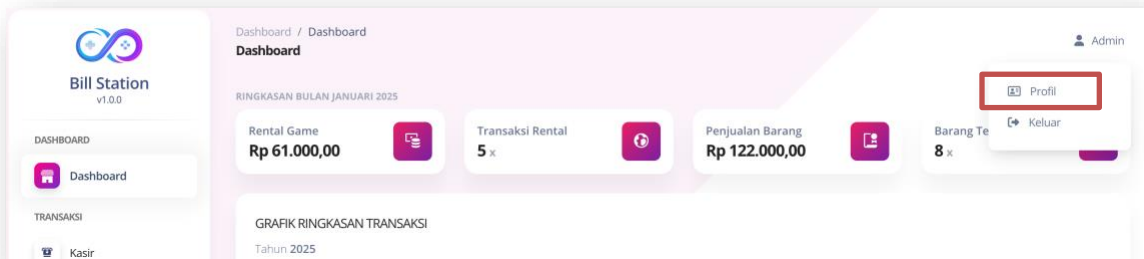 Bill Station
v1.0.0
DASHBOARD
Dashboard
TRANSAKSI
Kasir
Dashboard / Dashboard
Dashboard
Admin
Profil
Keluar
RINGKASAN BULAN JANUARI 2025
Rental Game
Rp 61.000,00
Transaksi Rental
5 x
Penjualan Barang
Rp 122.000,00
Barang Te
8 x
GRAFIK RINGKASAN TRANSAKSI
Tahun 2025